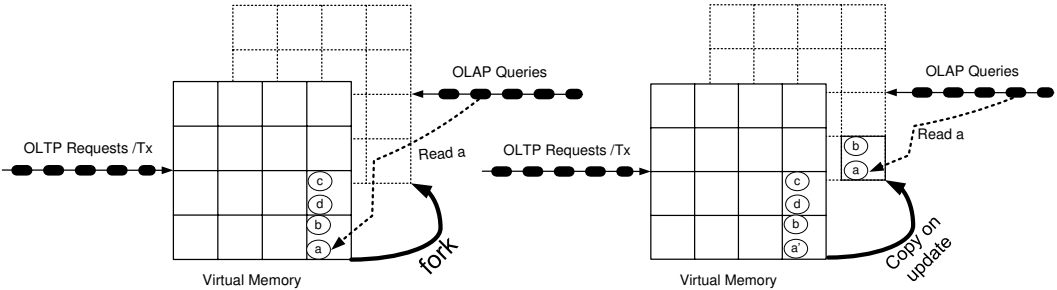 OLAP Queries
OLTP Requests /Tx
Read a
c
d
b
a
fork
Virtual Memory
OLAP Queries
OLTP Requests /Tx
Read a
b
a
c
d
b
a'
Copy on
update
Virtual Memory